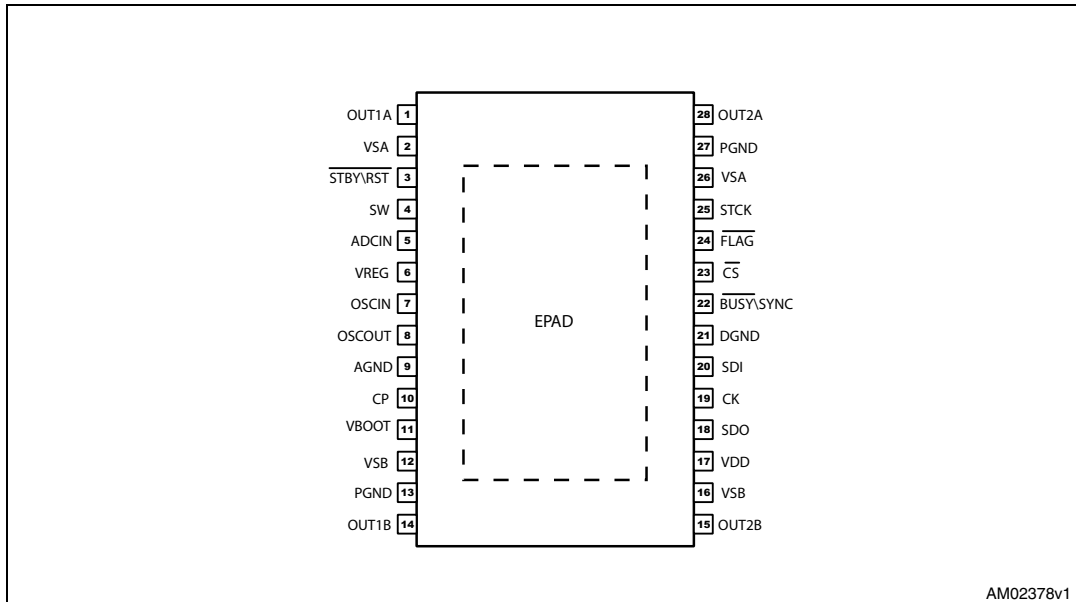 OUT1A 1 28 OUT2A
VSA 2 27 PGND
STBY\RST 3 26 VSA
SW 4 25 STCK
ADCIN 5 24 FLAG
VREG 6 23 CS
OSCIN 7 22 BUSY\SYNC
EPAD
OSCOUT 8 21 DGND
AGND 9 20 SDI
CP 10 19 CK
VBOOT 11 18 SDO
VSB 12 17 VDD
PGND 13 16 VSB
OUT1B 14 15 OUT2B
AM02378v1